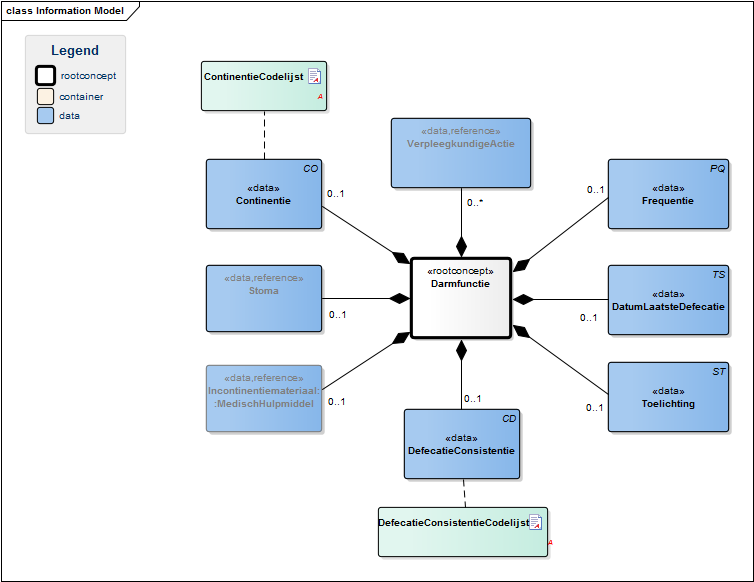 class Information Model
Legend
rootconcept
container
data
ContinentieCodelijst
A
«data,reference»
VerpleegkundigeActie
0..*
CO
«data»
Continentie
0..1
PQ
«data»
Frequentie
0..1
«rootconcept»
Darmfunctie
«data,reference»
Stoma
0..1
TS
«data»
DatumLaatsteDefecatie
0..1
«data,reference»
Incontinentiemateriaal:
:MedischHulpmiddel
0..1
ST
«data»
Toelichting
0..1
0..1
CD
«data»
DefecatieConsistentie
DefecatieConsistentieCodelijst
A